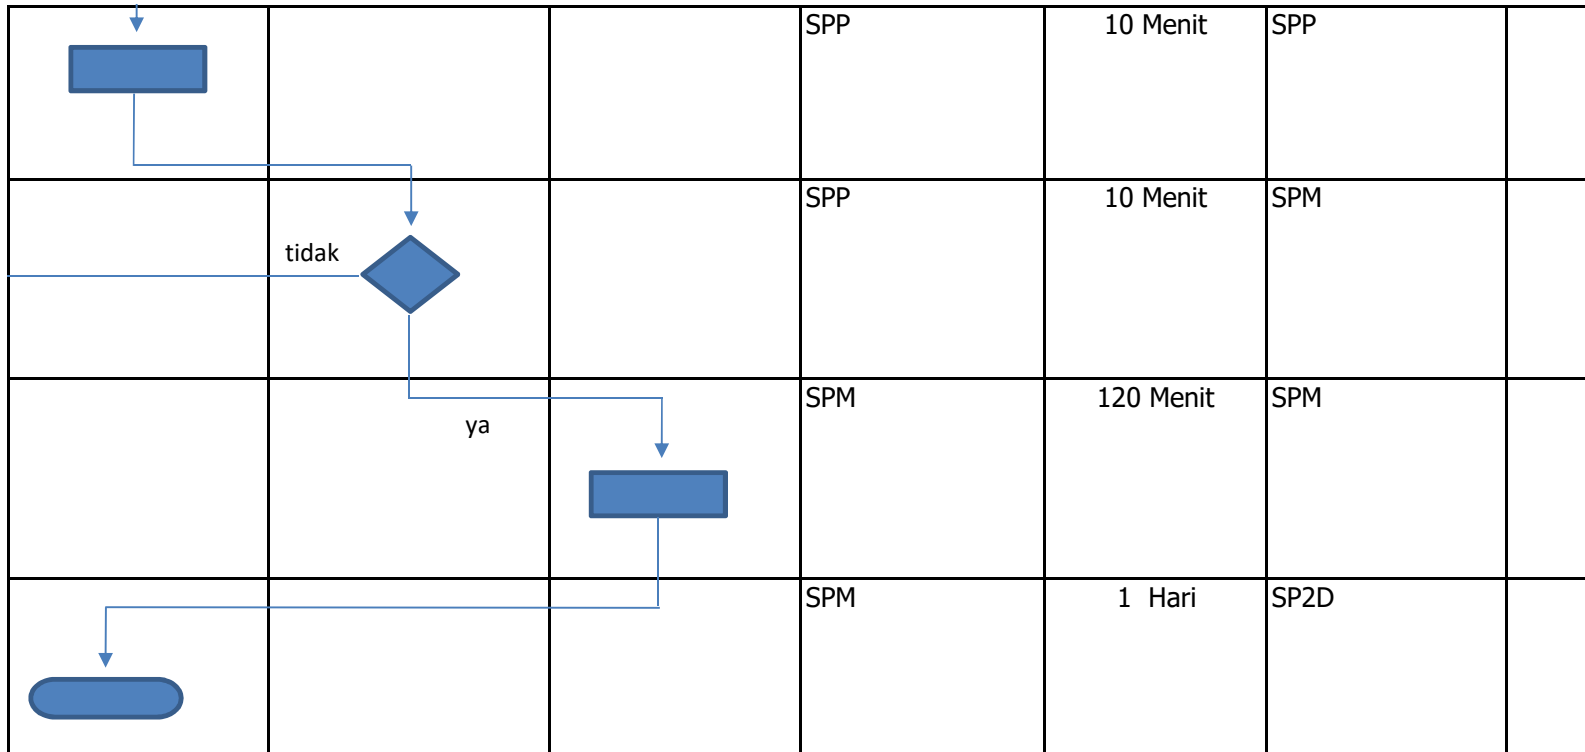 SPP 10 Menit SPP
SPP 10 Menit SPM
tidak
SPM 120 Menit SPM
ya
SPM 1 Hari SP2D